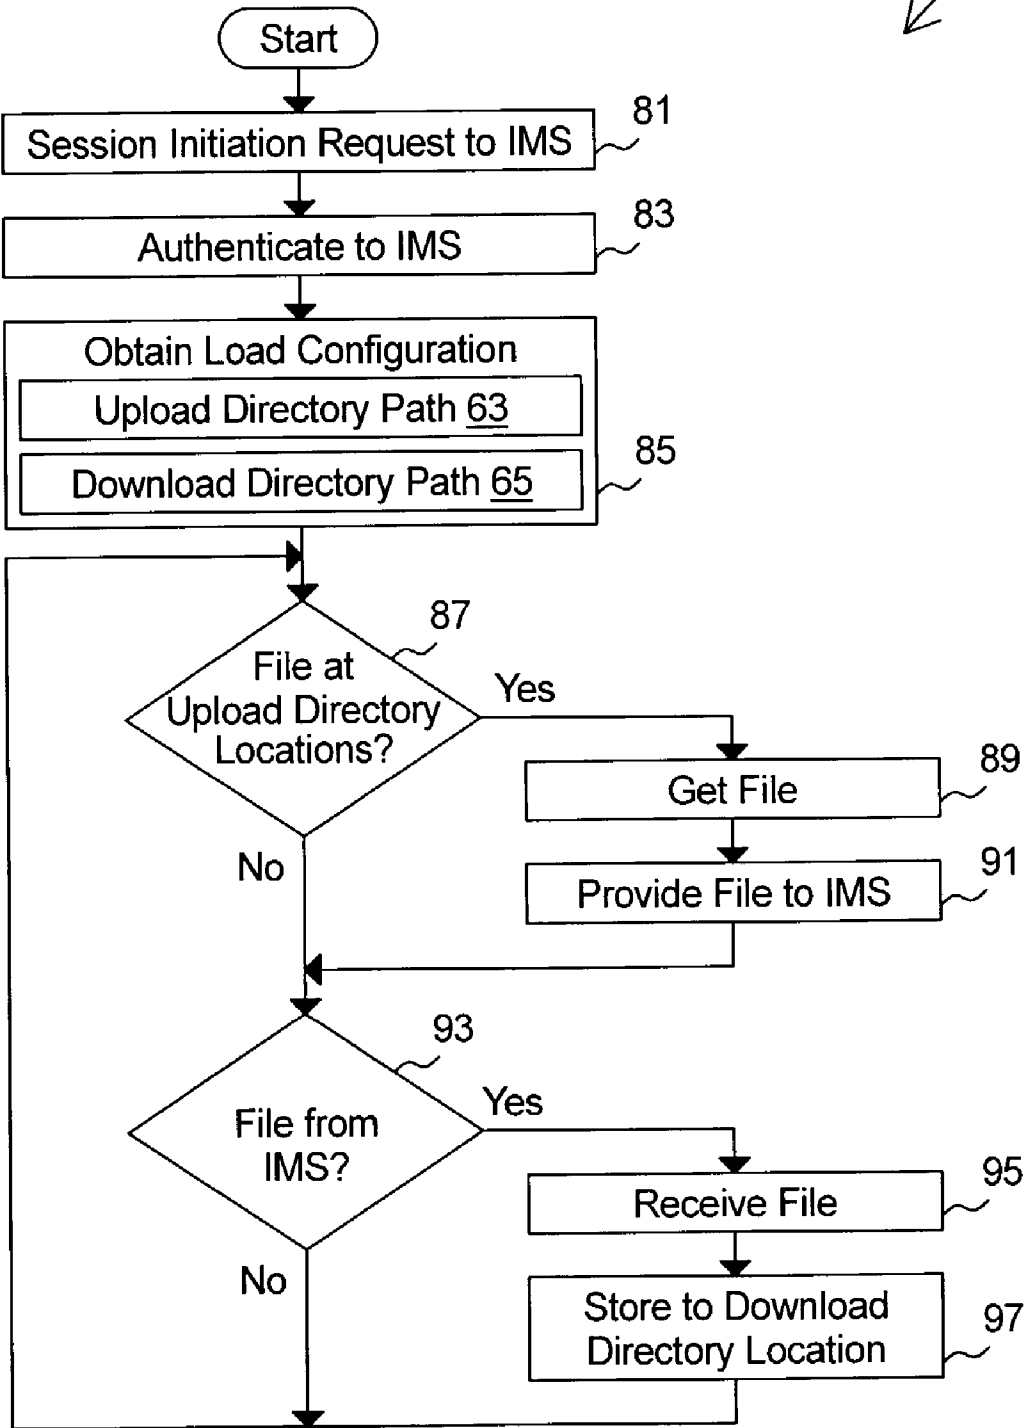 Start
Session Initiation Request to IMS
81
Authenticate to IMS
83
Obtain Load Configuration
Upload Directory Path 63
Download Directory Path 65
85
87
File at
Upload Directory
Locations?
Yes
No
Get File
89
Provide File to IMS
91
93
File from
IMS?
Yes
No
Receive File
95
Store to Download
Directory Location
97